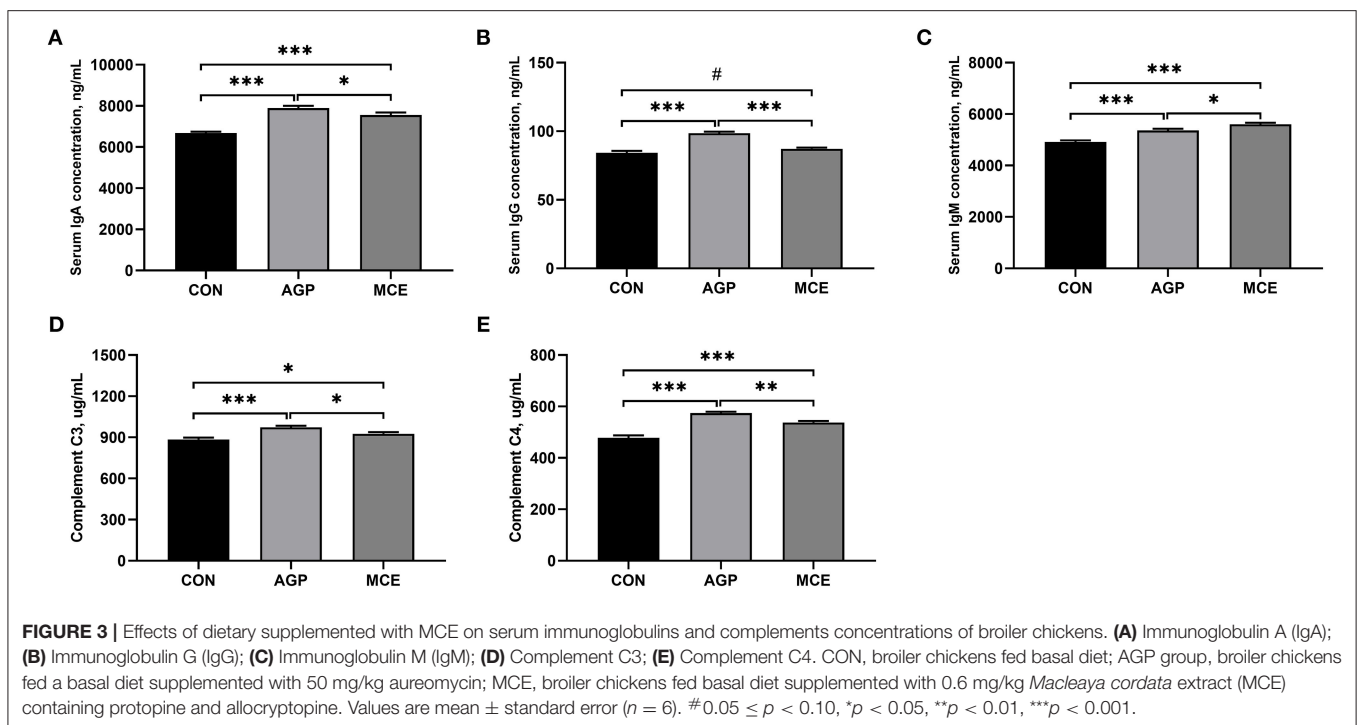 A
***
***
*
Serum IgA concentration, ng/mL
10000
8000
6000
4000
2000
0
CON AGP MCE
B
#
***
***
Serum IgG concentration, ng/mL
150
100
50
0
CON AGP MCE
C
***
***
*
Serum IgM concentration, ng/mL
8000
6000
4000
2000
0
CON AGP MCE
D
*
***
*
Complement C3, ug/mL
1500
1200
900
600
300
0
CON AGP MCE
E
***
***
**
Complement C4, ug/mL
800
600
400
200
0
CON AGP MCE
FIGURE 3 | Effects of dietary supplemented with MCE on serum immunoglobulins and complements concentrations of broiler chickens. (A) Immunoglobulin A (IgA);
(B) Immunoglobulin G (IgG); (C) Immunoglobulin M (IgM); (D) Complement C3; (E) Complement C4. CON, broiler chickens fed basal diet; AGP group, broiler chickens
fed a basal diet supplemented with 50 mg/kg aureomycin; MCE, broiler chickens fed basal diet supplemented with 0.6 mg/kg Macleaya cordata extract (MCE)
containing protopine and allocryptopine. Values are mean ± standard error (n = 6). #0.05 ≤ p < 0.10, *p < 0.05, **p < 0.01, ***p < 0.001.